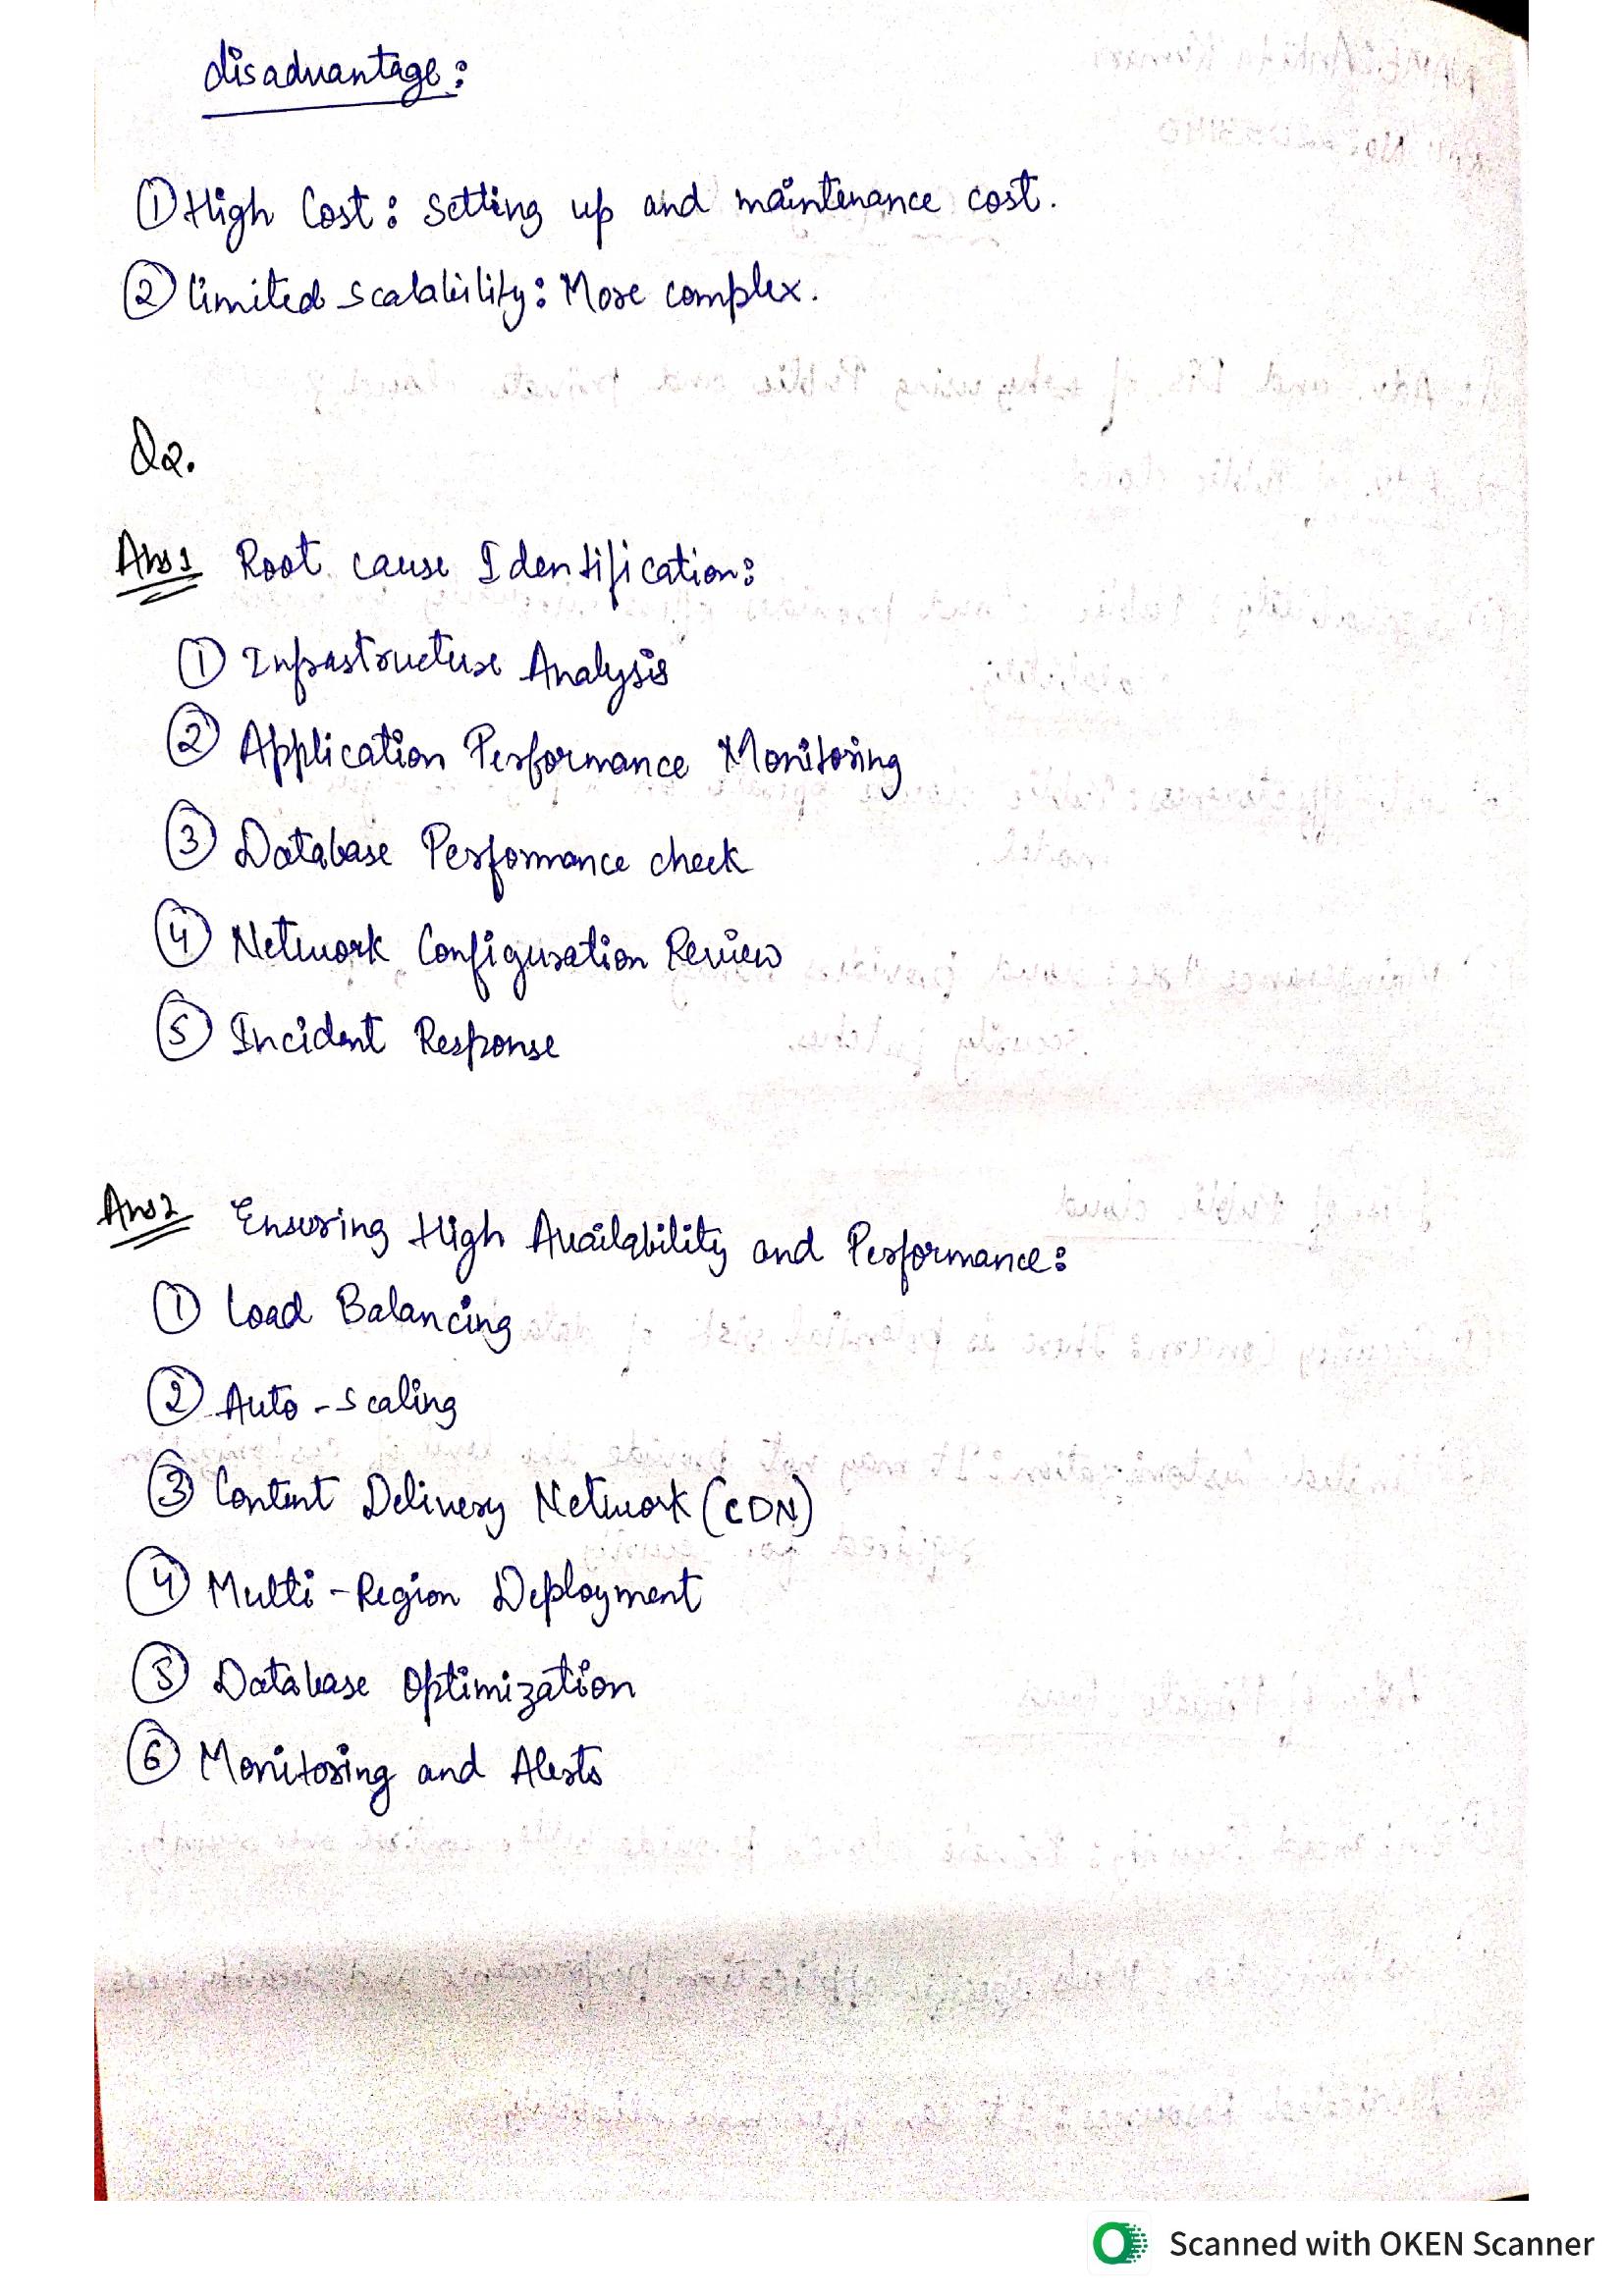 disadvantage:
① High Cost: Setting up and maintenance cost.
② limited scalability: More complex.
Q2.
Ans1 Root cause Identification:
① Infrastructure Analysis
② Application Performance Monitoring
③ Database Performance check
④ Network Configuration Review
⑤ Incident Response
Ans2 Ensuring High Availability and Performance:
① Load Balancing
② Auto-scaling
③ Content Delivery Network (CDN)
④ Multi-Region Deployment
⑤ Database Optimization
⑥ Monitoring and Alerts
Scanned with OKEN Scanner